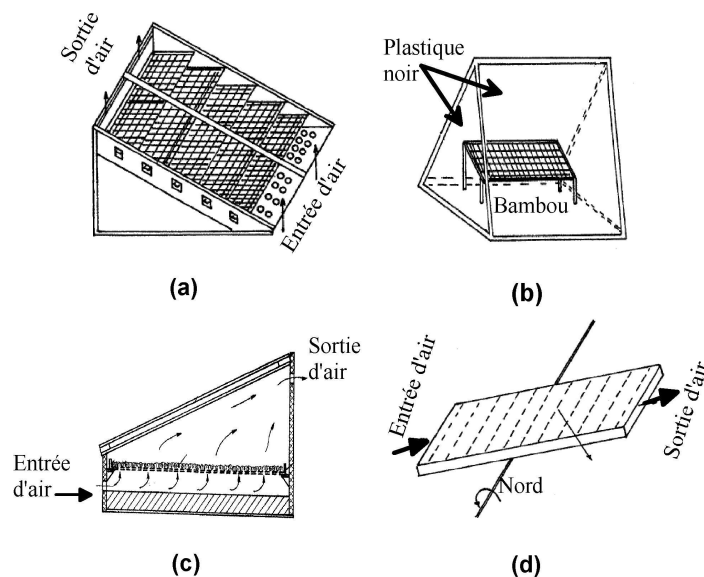 Sortie
d'air
Entrée d'air
(a)
Plastique
noir
Bambou
(b)
Sortie
d'air
Entrée
d'air
(c)
Entrée d'air
Sortie d'air
Nord
(d)